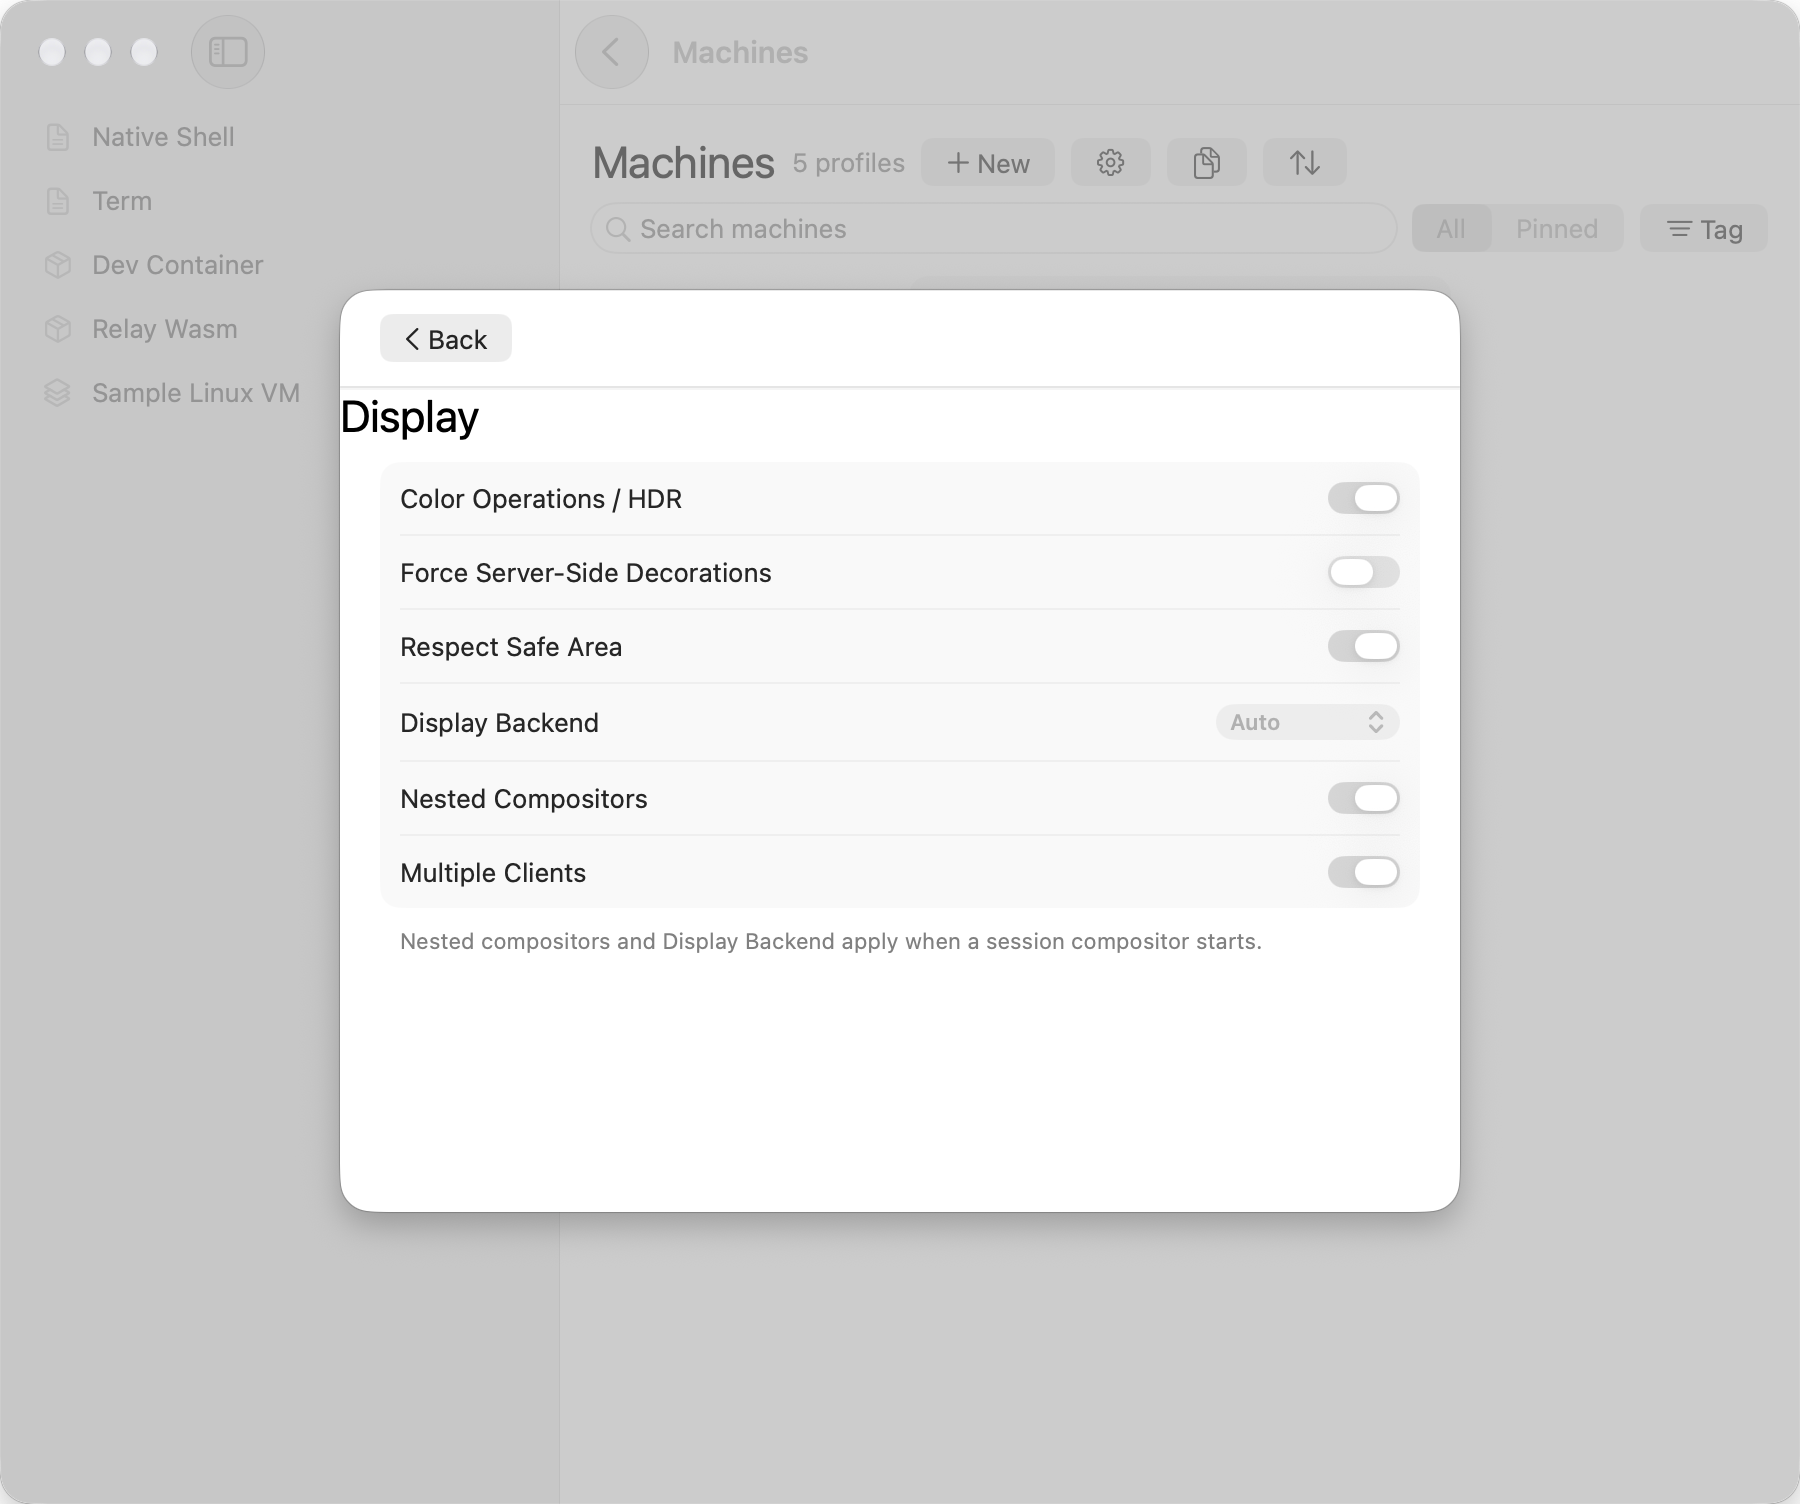 Machines
Native Shell
Term
Dev Container
Relay Wasm
Sample Linux VM
Machines 5 profiles + New
Search machines
All Pinned Tag
Back
Display
Color Operations / HDR
Force Server-Side Decorations
Respect Safe Area
Display Backend Auto
Nested Compositors
Multiple Clients
Nested compositors and Display Backend apply when a session compositor starts.